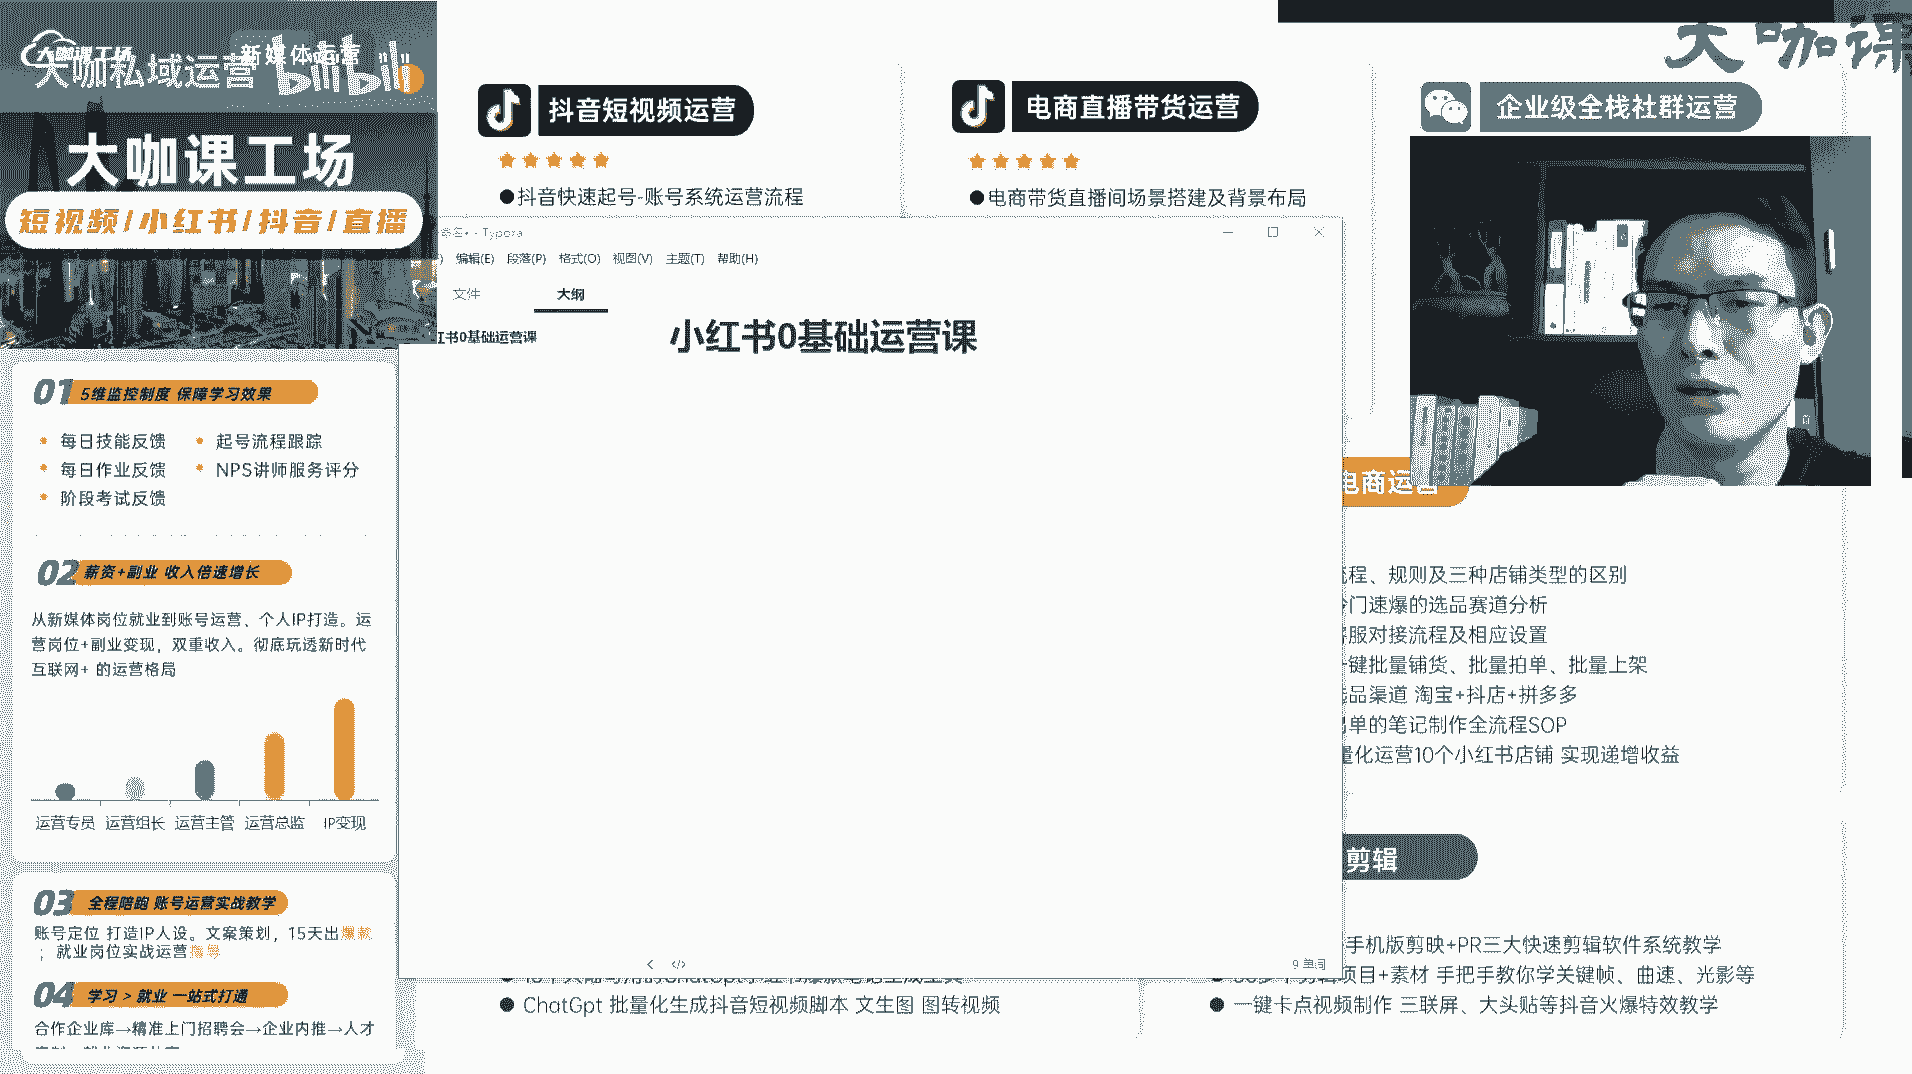 大咖课工场
新媒体运营
大咖私域运营
bilibili
大咖课工场
短视频/小红书/抖音/直播
01 5维监控制度 保障学习效果
每日技能反馈
起号流程跟踪
每日作业反馈
NPS讲师服务评分
阶段考试反馈
02 薪资+副业 收入倍速增长
从新媒体岗位就业到账号运营、个人IP打造。运
营岗位+副业变现，双重收入。彻底玩透新时代
互联网+ 的运营格局
运营专员 运营组长 运营主管 运营总监 IP变现
03 全程陪跑 账号运营实战教学
账号定位 打造IP人设。文案策划，15天出爆款
；就业岗位实战运营指导
04 学习 > 就业 一站式打通
合作企业库→精准上门招聘会→企业内推→人才
抖音短视频运营
●抖音快速起号-账号系统运营流程
电商直播带货运营
●电商带货直播间场景搭建及背景布局
大咖课
企业级全栈社群运营
- Typora
编辑(E) 段落(P) 格式(O) 视图(V) 主题(T) 帮助(H)
文件
大纲
红书0基础运营课
小红书0基础运营课
9 单词
电商运营
流程、规则及三种店铺类型的区别
冷门速爆的选品赛道分析
客服对接流程及相应设置
一键批量铺货、批量拍单、批量上架
选品渠道 淘宝+抖店+拼多多
出单的笔记制作全流程SOP
量化运营10个小红书店铺 实现递增收益
剪辑
手机版剪映+PR三大快速剪辑软件系统教学
项目+素材 手把手教你学关键帧、曲速、光影等
● 一键卡点视频制作 三联屏、大头贴等抖音火爆特效教学
● ChatGpt 批量化生成抖音短视频脚本 文生图 图转视频